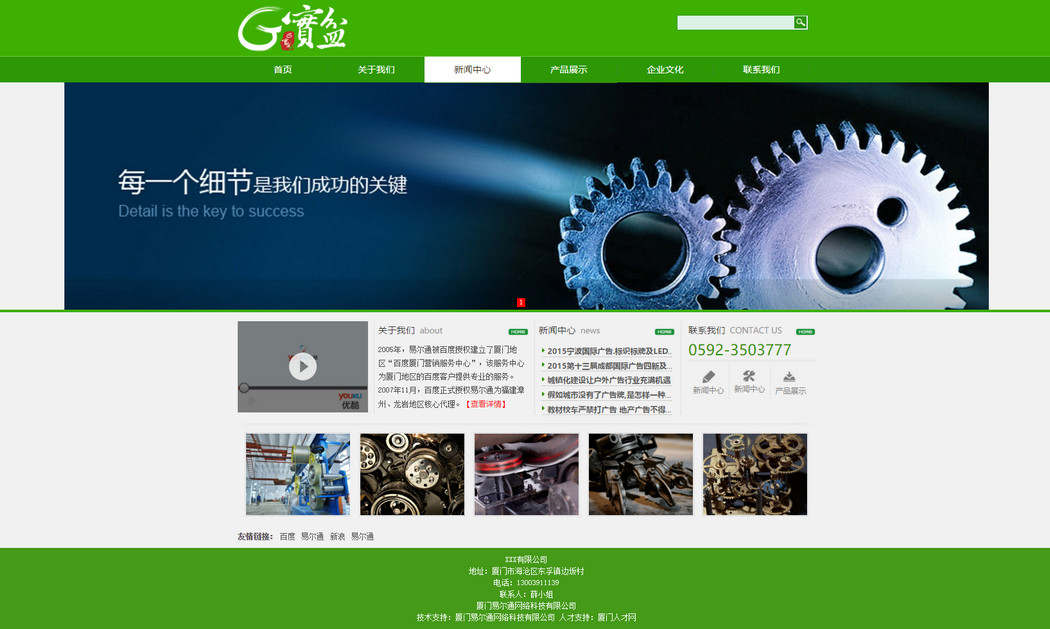 G實盆
首页 关于我们 新闻中心 产品展示 企业文化 联系我们
每一个细节是我们成功的关键
Detail is the key to success
1
YOUKU
优酷
关于我们 about HOME
2005年，易尔通被百度授权建立了厦门地
区“百度厦门营销服务中心”，该服务中心
为厦门地区的百度客户提供专业的服务。
2007年11月，百度正式授权易尔通为福建漳
州、龙岩地区核心代理。【查看详情】
新闻中心 news HOME
2015宁波国际广告.标识标牌及LED..
2015第十三届成都国际广告四新及...
城镇化建设让户外广告行业充满机遇
假如城市没有了广告牌,是怎样一种...
教材校车严禁打广告 地产广告不得...
联系我们 CONTACT US HOME
0592-3503777
新闻中心 新闻中心 产品展示
友情链接： 百度 易尔通 新浪 易尔通
XXX有限公司
地址：厦门市海沧区东孚镇边坂村
电话：13003911139
联系人：薛小姐
厦门易尔通网络科技有限公司
技术支持：厦门易尔通网络科技有限公司 人才支持：厦门人才网